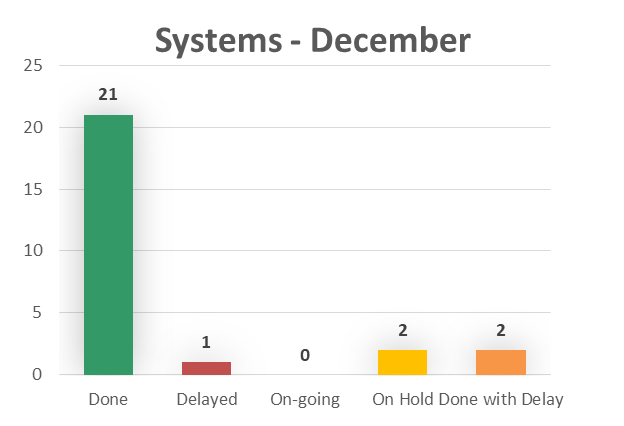 Systems - December
25
20
15
10
5
0
21
1
0
2
2
Done
Delayed
On-going
On Hold
Done with Delay